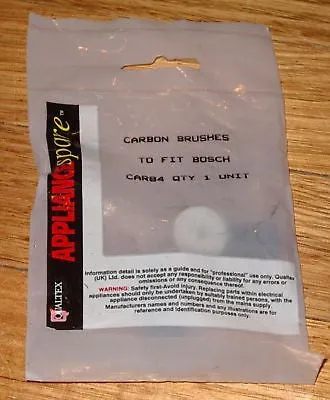 CARBON BRUSHES
TO FIT BOSCH
CAR84 QTY 1 UNIT
APPLIANCE spare™
QUALTEX
Information detail is solely as a guide and for "professional" use only. Qualtex
(UK) Ltd. does not accept any responsibility or liability for any errors or
omissions or any consequence thereof.
WARNING: Safety first-Avoid Injury. Replacing parts within electrical
appliances should only be undertaken by suitably trained persons, with the
appliance disconnected (unplugged) from the mains supply.
Manufacturers names and numbers and any illustrations are for
reference and Identification purposes only.